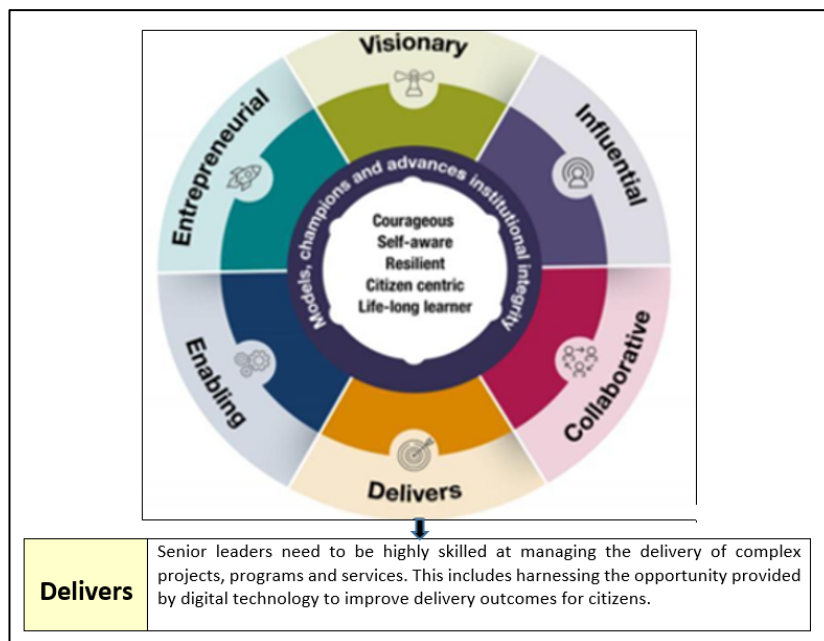 Visionary
Influential
Collaborative
Delivers
Enabling
Entrepreneurial
Models, champions and advances institutional integrity
Courageous
Self-aware
Resilient
Citizen centric
Life-long learner
Delivers
Senior leaders need to be highly skilled at managing the delivery of complex
projects, programs and services. This includes harnessing the opportunity provided
by digital technology to improve delivery outcomes for citizens.